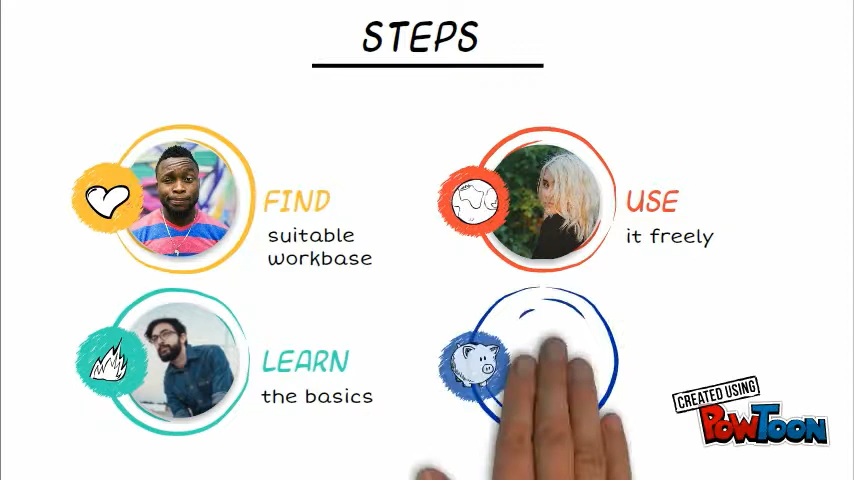 STEPS
FIND
suitable
workbase
USE
it freely
LEARN
the basics
CREATED USING
POWTOON